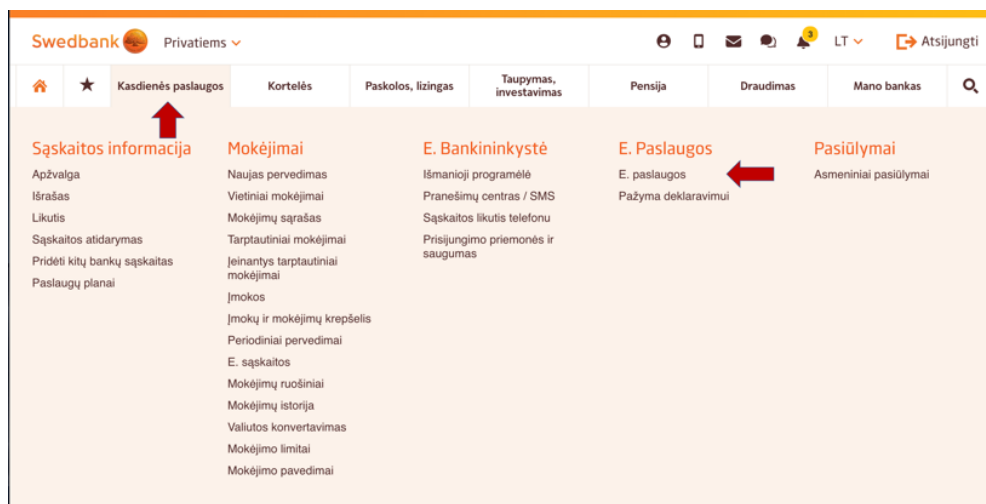 Swedbank Privatiems
3
LT
Atsijungti
Kasdienės paslaugos
Kortelės
Paskolos, lizingas
Taupymas,
investavimas
Pensija
Draudimas
Mano bankas
Sąskaitos informacija
Apžvalga
Išrašas
Likutis
Sąskaitos atidarymas
Pridėti kitų bankų sąskaitas
Paslaugų planai
Mokėjimai
Naujas pervedimas
Vietiniai mokėjimai
Mokėjimų sąrašas
Tarptautiniai mokėjimai
Įeinantys tarptautiniai
mokėjimai
Įmokos
Įmokų ir mokėjimų krepšelis
Periodiniai pervedimai
E. sąskaitos
Mokėjimų ruošiniai
Mokėjimų istorija
Valiutos konvertavimas
Mokėjimo limitai
Mokėjimo pavedimai
E. Bankininkystė
Išmanioji programėlė
Pranešimų centras / SMS
Sąskaitos likutis telefonu
Prisijungimo priemonės ir
saugumas
E. Paslaugos
E. paslaugos
Pažyma deklaravimui
Pasiūlymai
Asmeniniai pasiūlymai